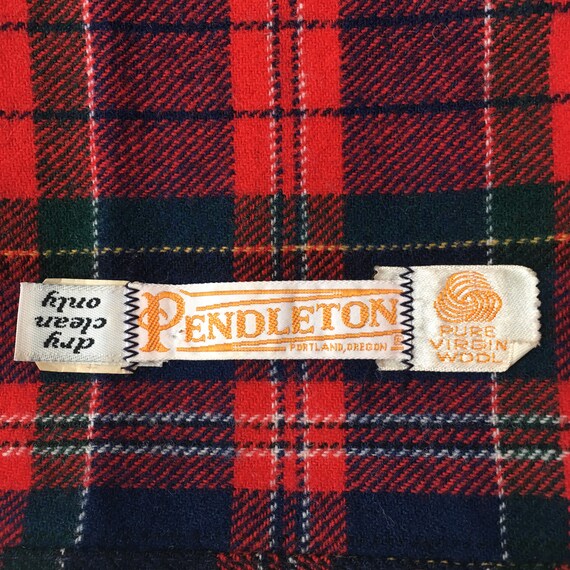 dry
clean
only
PENDLETON
PORTLAND, OREGON
PURE
VIRGIN
WOOL